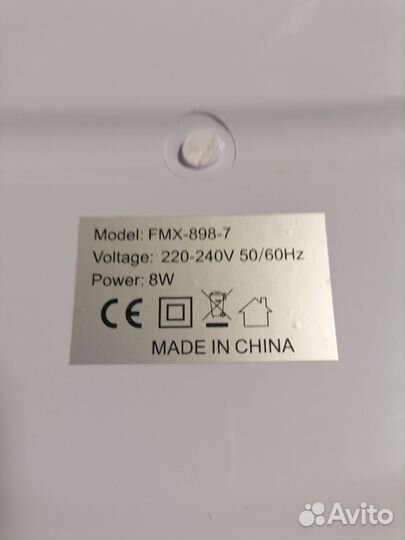 Model: FMX-898-7
Voltage: 220-240V 50/60Hz
Power: 8W
CE
MADE IN CHINA
Avito